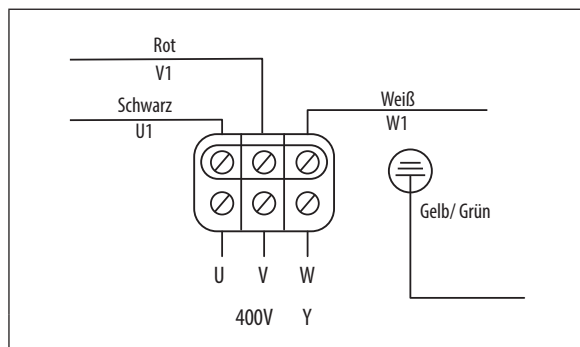 Rot
V1
Schwarz
U1
Weiß
W1
Gelb/ Grün
U V W
400V Y